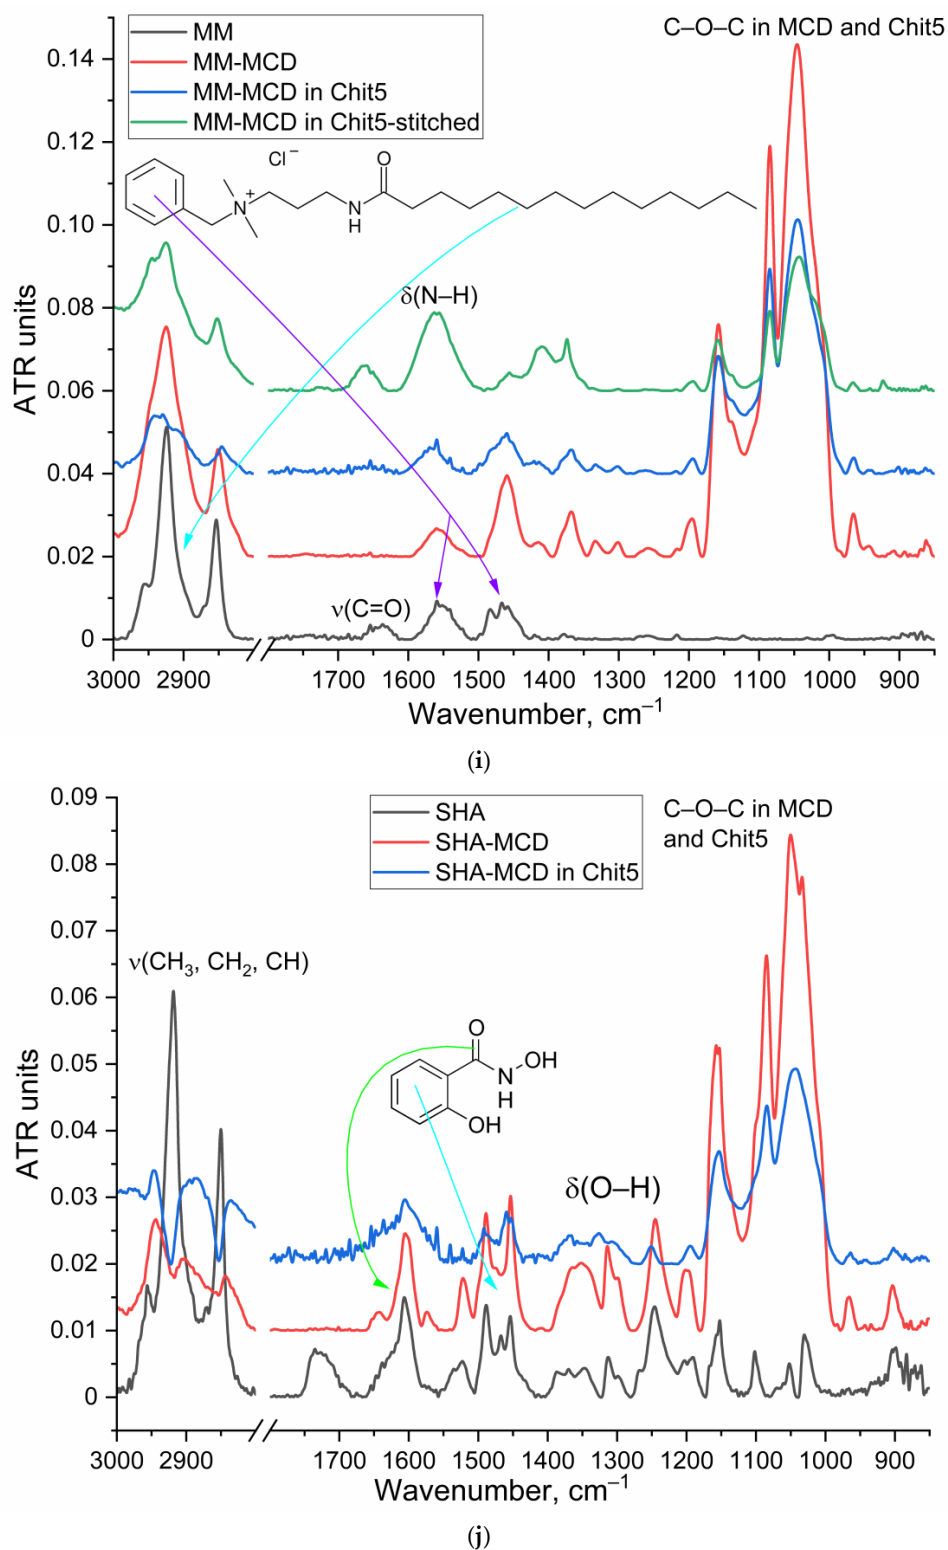 MM
MM-MCD
MM-MCD in Chit5
MM-MCD in Chit5-stitched
C–O–C in MCD and Chit5
0.14
0.12
0.10
0.08
0.06
0.04
0.02
0
ATR units
Cl⁻
O
N⁺
N
H
δ(N–H)
ν(C=O)
3000 2900 1700 1600 1500 1400 1300 1200 1100 1000 900
Wavenumber, cm⁻¹
(i)
SHA
SHA-MCD
SHA-MCD in Chit5
C–O–C in MCD
and Chit5
0.09
0.08
0.07
0.06
0.05
0.04
0.03
0.02
0.01
0
ATR units
ν(CH₃, CH₂, CH)
O
OH
N
H
OH
δ(O–H)
3000 2900 1700 1600 1500 1400 1300 1200 1100 1000 900
Wavenumber, cm⁻¹
(j)